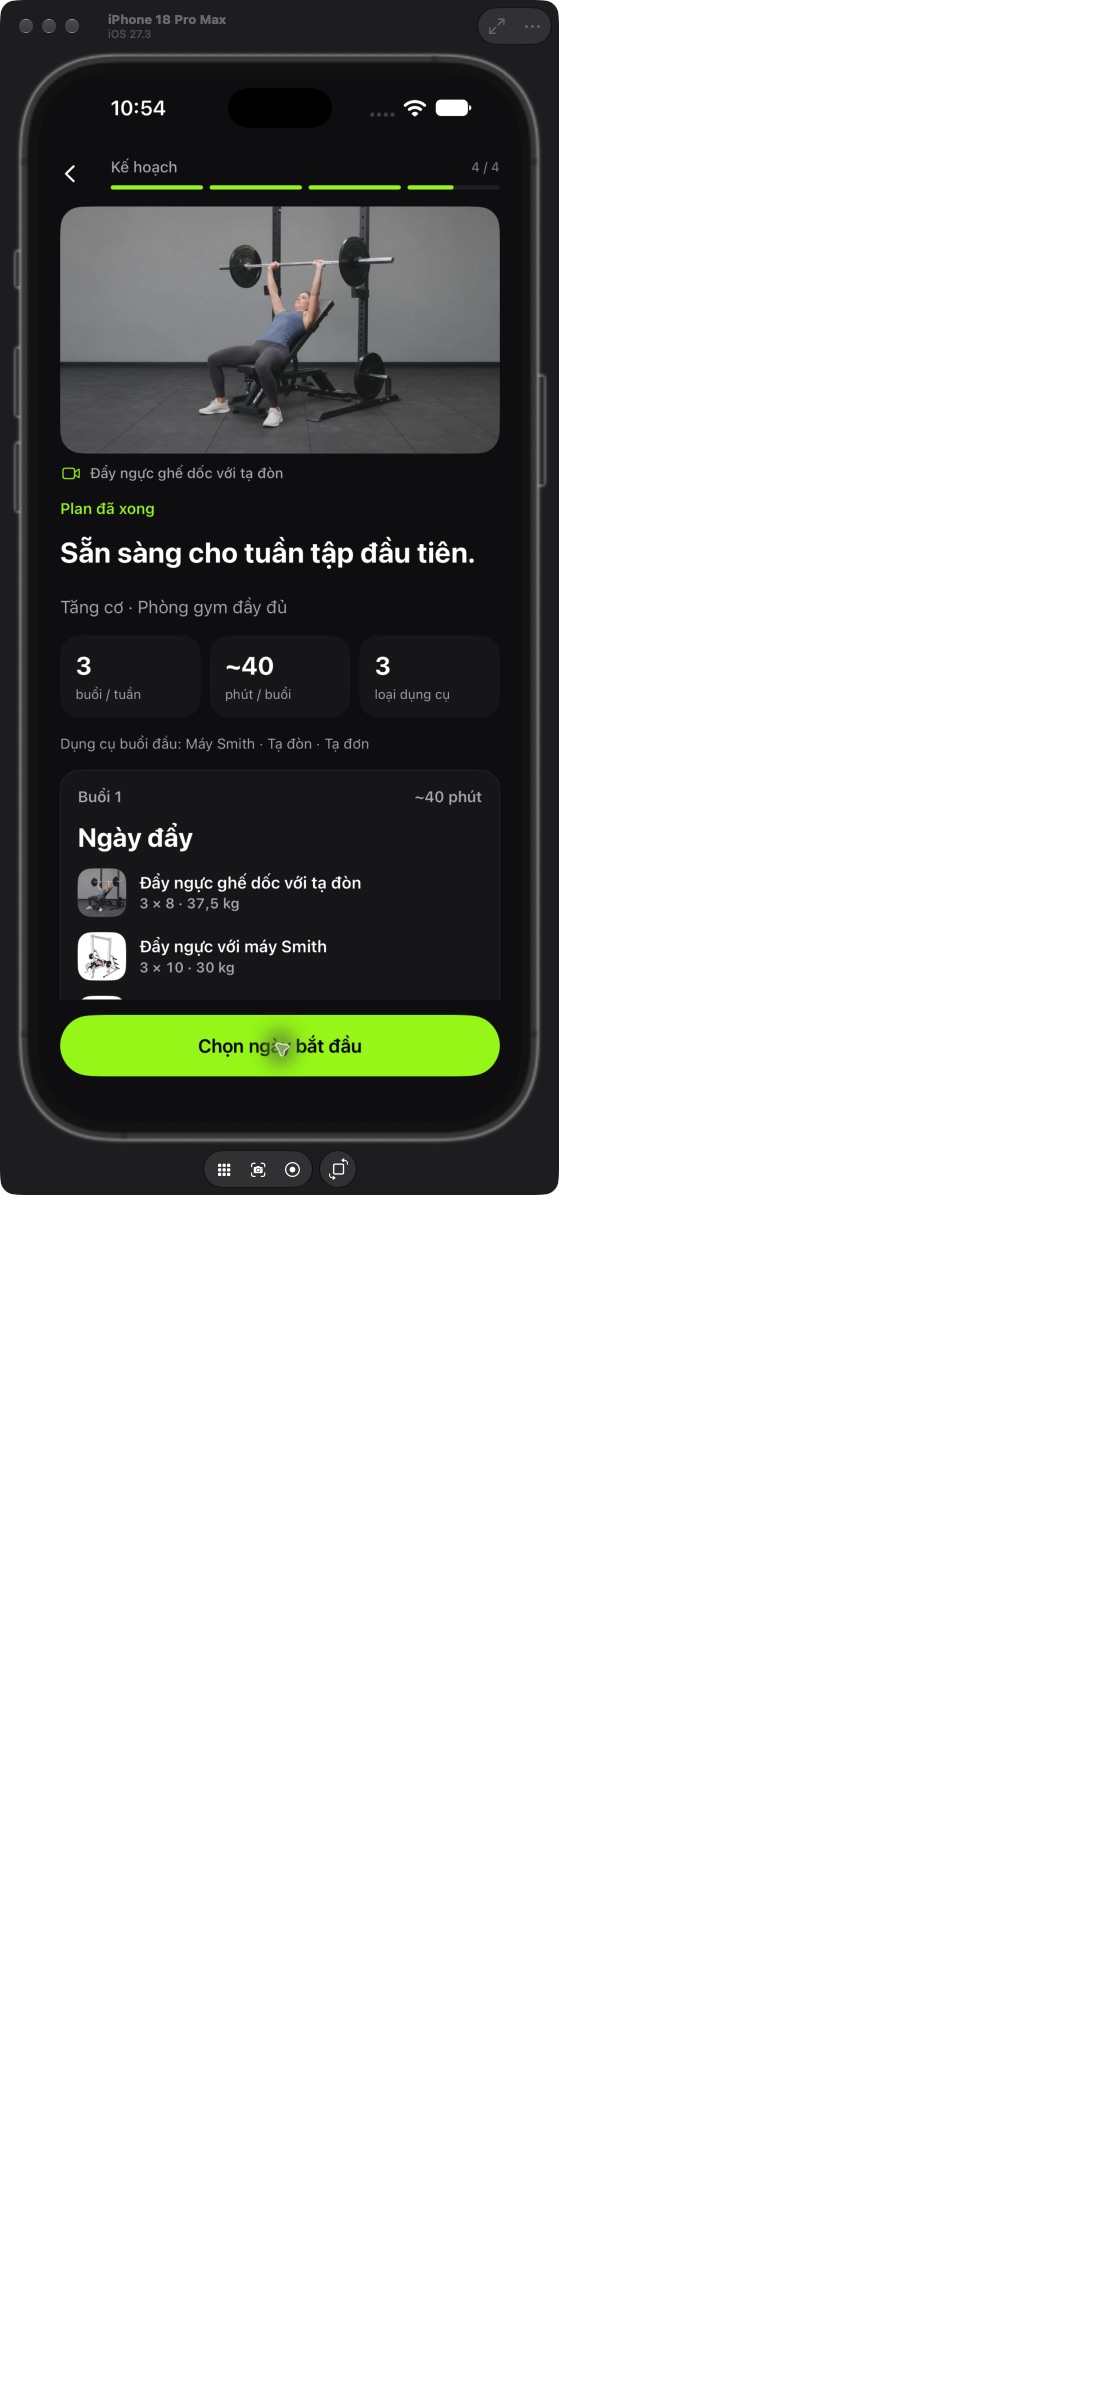 iPhone 18 Pro Max
iOS 27.3
10:54
Kế hoạch
4 / 4
Đẩy ngực ghế dốc với tạ đòn
Plan đã xong
Sẵn sàng cho tuần tập đầu tiên.
Tăng cơ · Phòng gym đầy đủ
3
buổi / tuần
~40
phút / buổi
3
loại dụng cụ
Dụng cụ buổi đầu: Máy Smith · Tạ đòn · Tạ đơn
Buổi 1
~40 phút
Ngày đẩy
Đẩy ngực ghế dốc với tạ đòn
3 × 8 · 37,5 kg
Đẩy ngực với máy Smith
3 × 10 · 30 kg
Chọn ngày bắt đầu